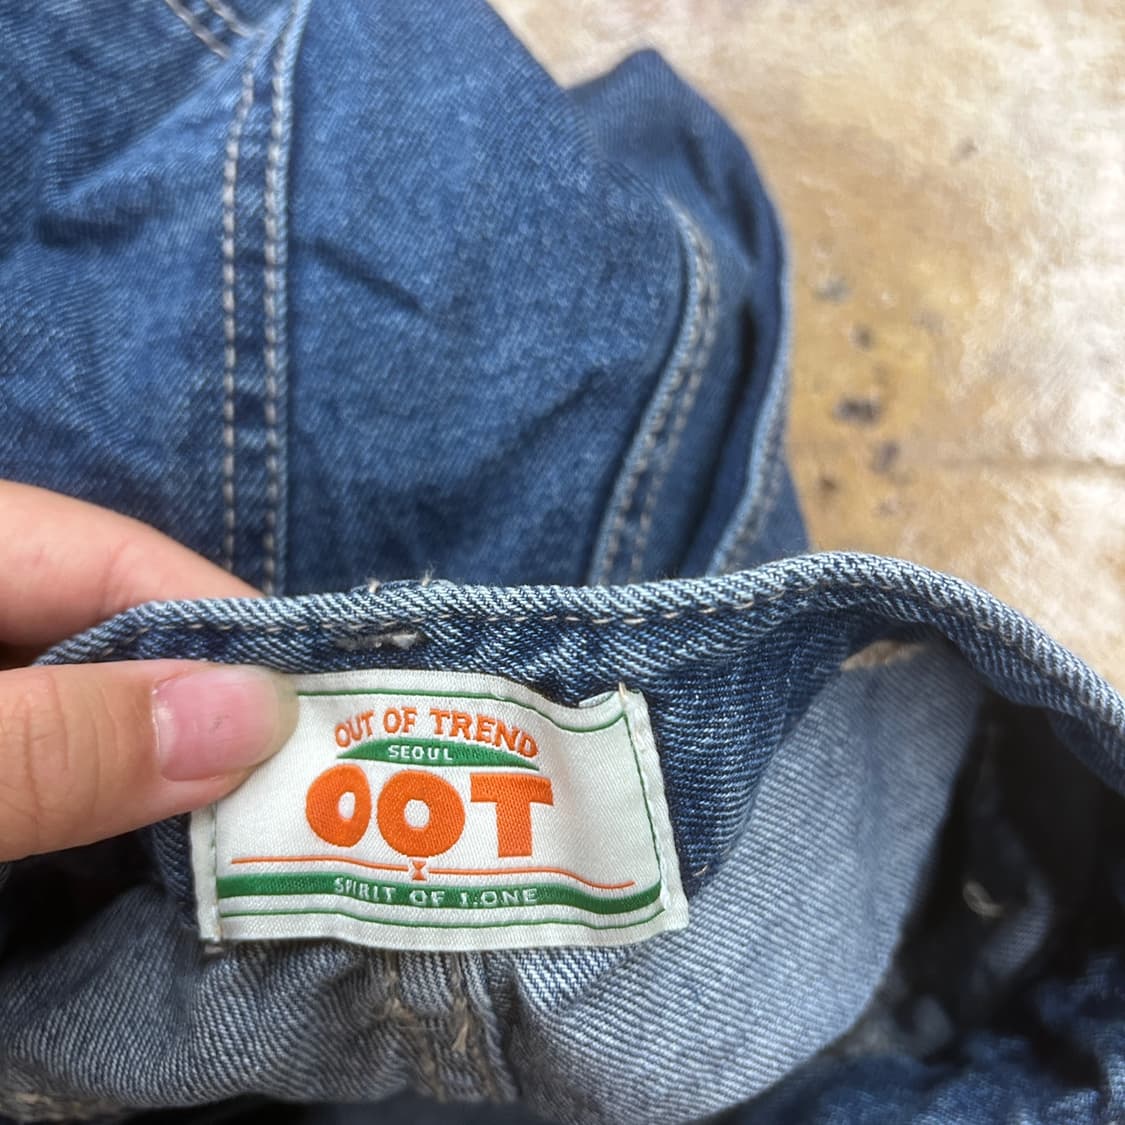 OUT OF TREND
SEOUL
OOT
SPIRIT OF 1.ONE